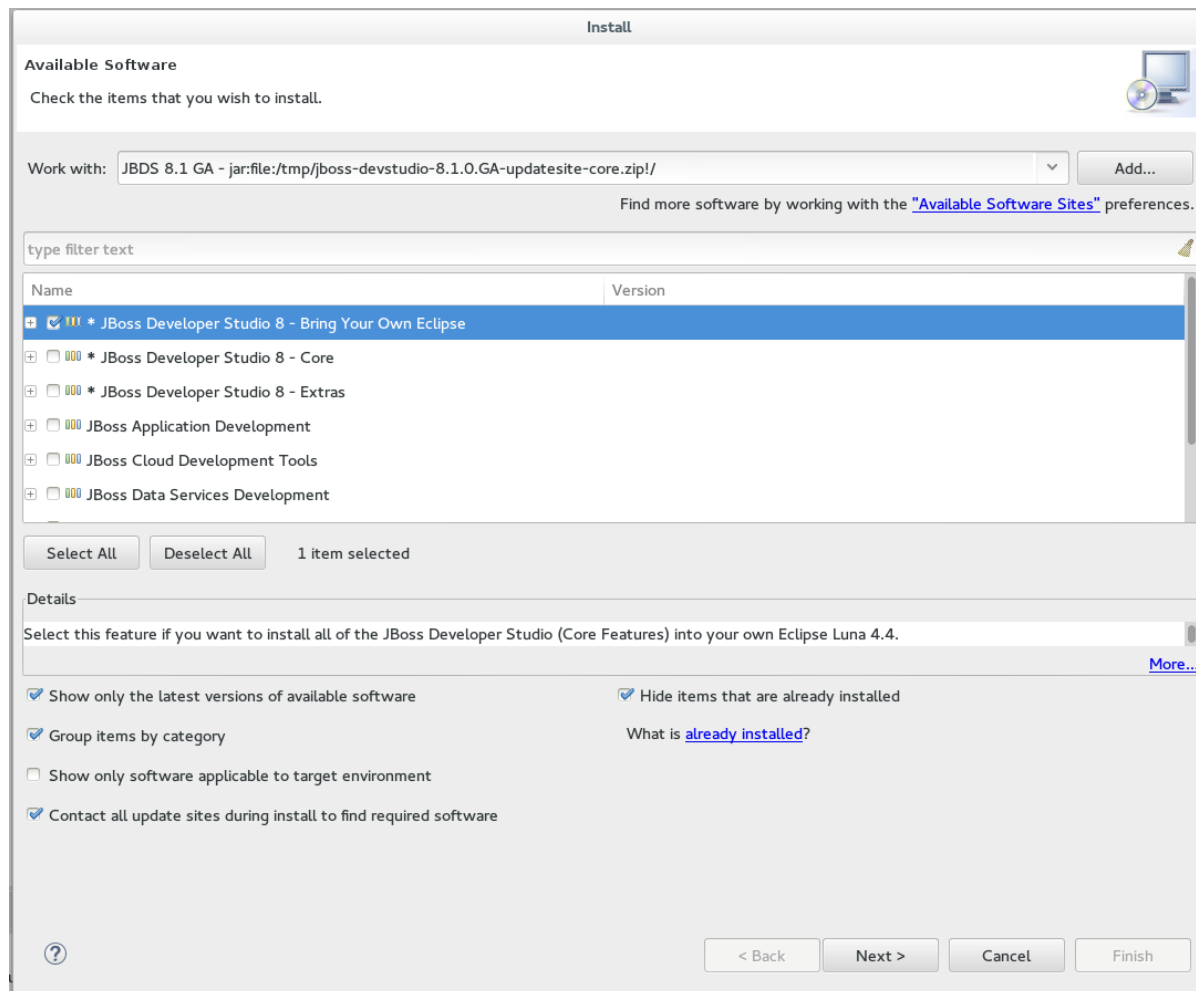 Install
Available Software
Check the items that you wish to install.
Work with: JBDS 8.1 GA - jar:file:/tmp/jboss-devstudio-8.1.0.GA-updatesite-core.zip!/ Add...
Find more software by working with the "Available Software Sites" preferences.
type filter text
Name Version
* JBoss Developer Studio 8 - Bring Your Own Eclipse
* JBoss Developer Studio 8 - Core
* JBoss Developer Studio 8 - Extras
JBoss Application Development
JBoss Cloud Development Tools
JBoss Data Services Development
Select All Deselect All 1 item selected
Details
Select this feature if you want to install all of the JBoss Developer Studio (Core Features) into your own Eclipse Luna 4.4.
More...
Show only the latest versions of available software Hide items that are already installed
Group items by category What is already installed?
Show only software applicable to target environment
Contact all update sites during install to find required software
? < Back Next > Cancel Finish